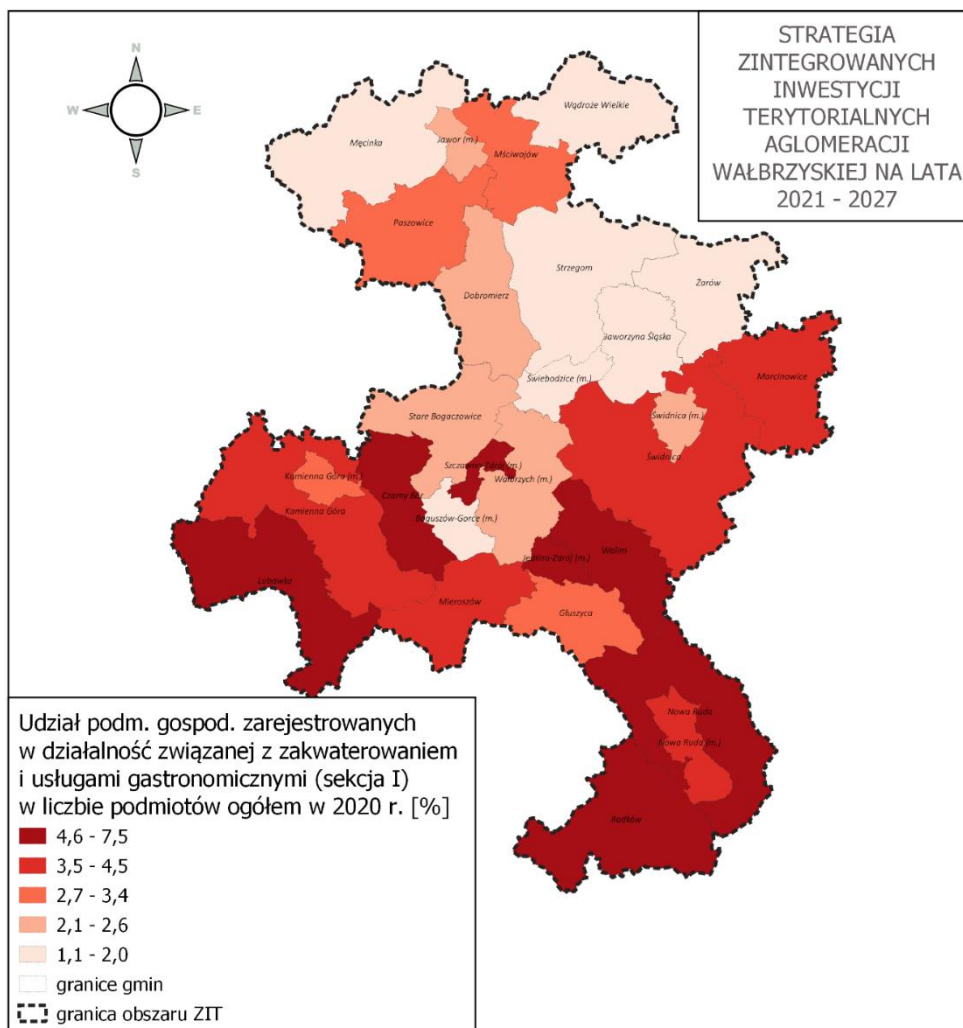 STRATEGIA
ZINTEGROWANYCH
INWESTYCJI
TERYTORIALNYCH
AGLOMERACJI
WAŁBRZYSKIEJ NA LATA
2021 - 2027
N
W
E
S
Wądroże Wielkie
Męcinka
Jawor (m.)
Mściwojów
Paszowice
Strzegom
Żarów
Dobromierz
Jaworzyna Śląska
Świebodzice (m.)
Marcinowice
Stare Bogaczowice
Świdnica (m.)
Świdnica
Szczawno-Zdrój (m.)
Kamienna Góra (m.)
Wałbrzych (m.)
Czarny Bór
Kamienna Góra
Boguszów-Gorce (m.)
Jedlina-Zdrój (m.)
Walim
Lubawka
Mieroszów
Głuszyca
Nowa Ruda
Nowa Ruda (m.)
Radków
Udział podm. gospod. zarejestrowanych
w działalność związanej z zakwaterowaniem
i usługami gastronomicznymi (sekcja I)
w liczbie podmiotów ogółem w 2020 r. [%]
4,6 - 7,5
3,5 - 4,5
2,7 - 3,4
2,1 - 2,6
1,1 - 2,0
granice gmin
granica obszaru ZIT